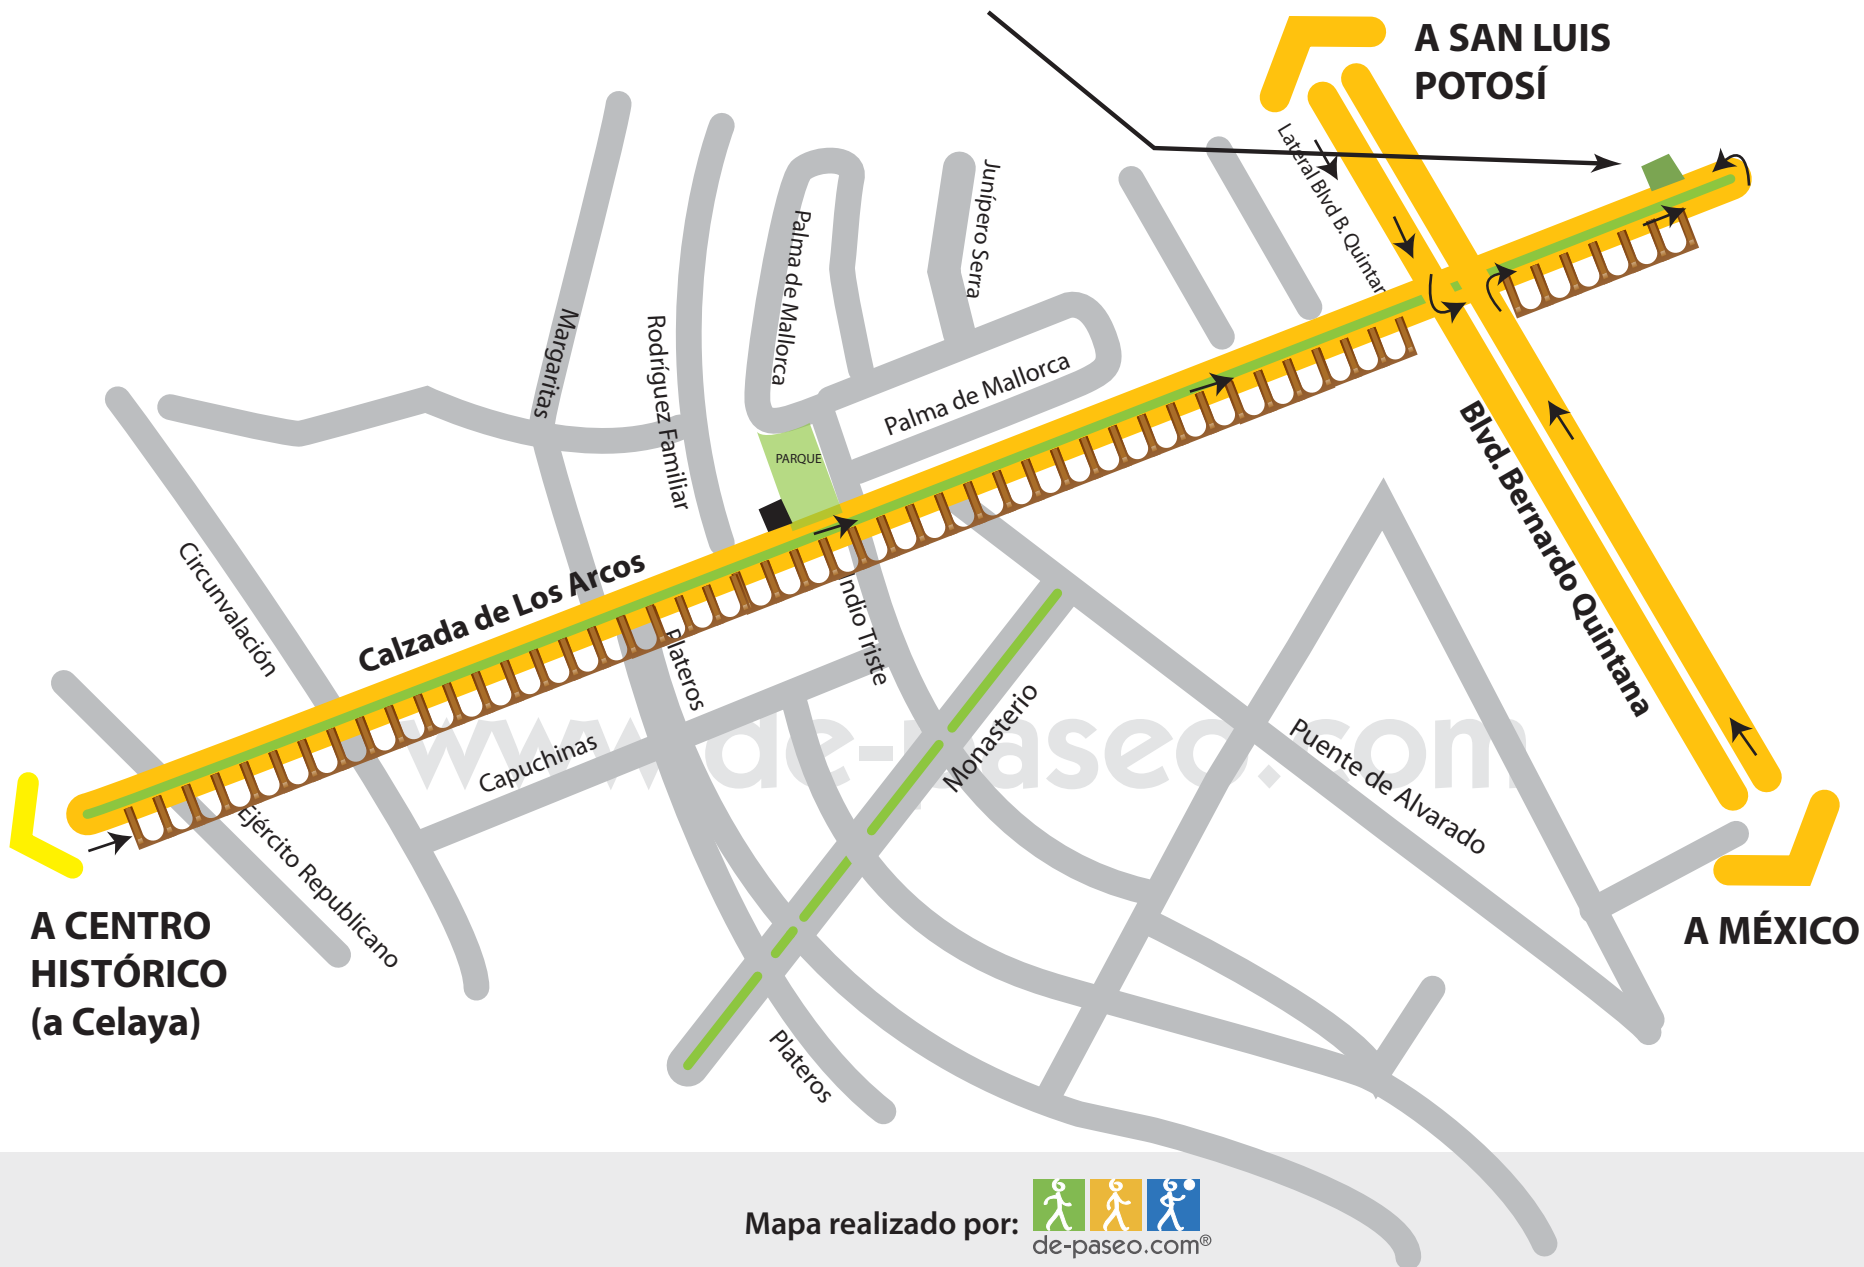 A SAN LUIS
POTOSÍ
Lateral Blvd B. Quintar
Junípero Serra
Palma de Mallorca
Margaritas
Rodríguez Familiar
Palma de Mallorca
PARQUE
Blvd. Bernardo Quintana
Circunvalación
Calzada de Los Arcos
Plateros
ndio Triste
Monasterio
Capuchinas
www.de-paseo.com
Puente de Alvarado
Ejército Republicano
A CENTRO
HISTÓRICO
(a Celaya)
A MÉXICO
Plateros
Mapa realizado por:
de-paseo.com®